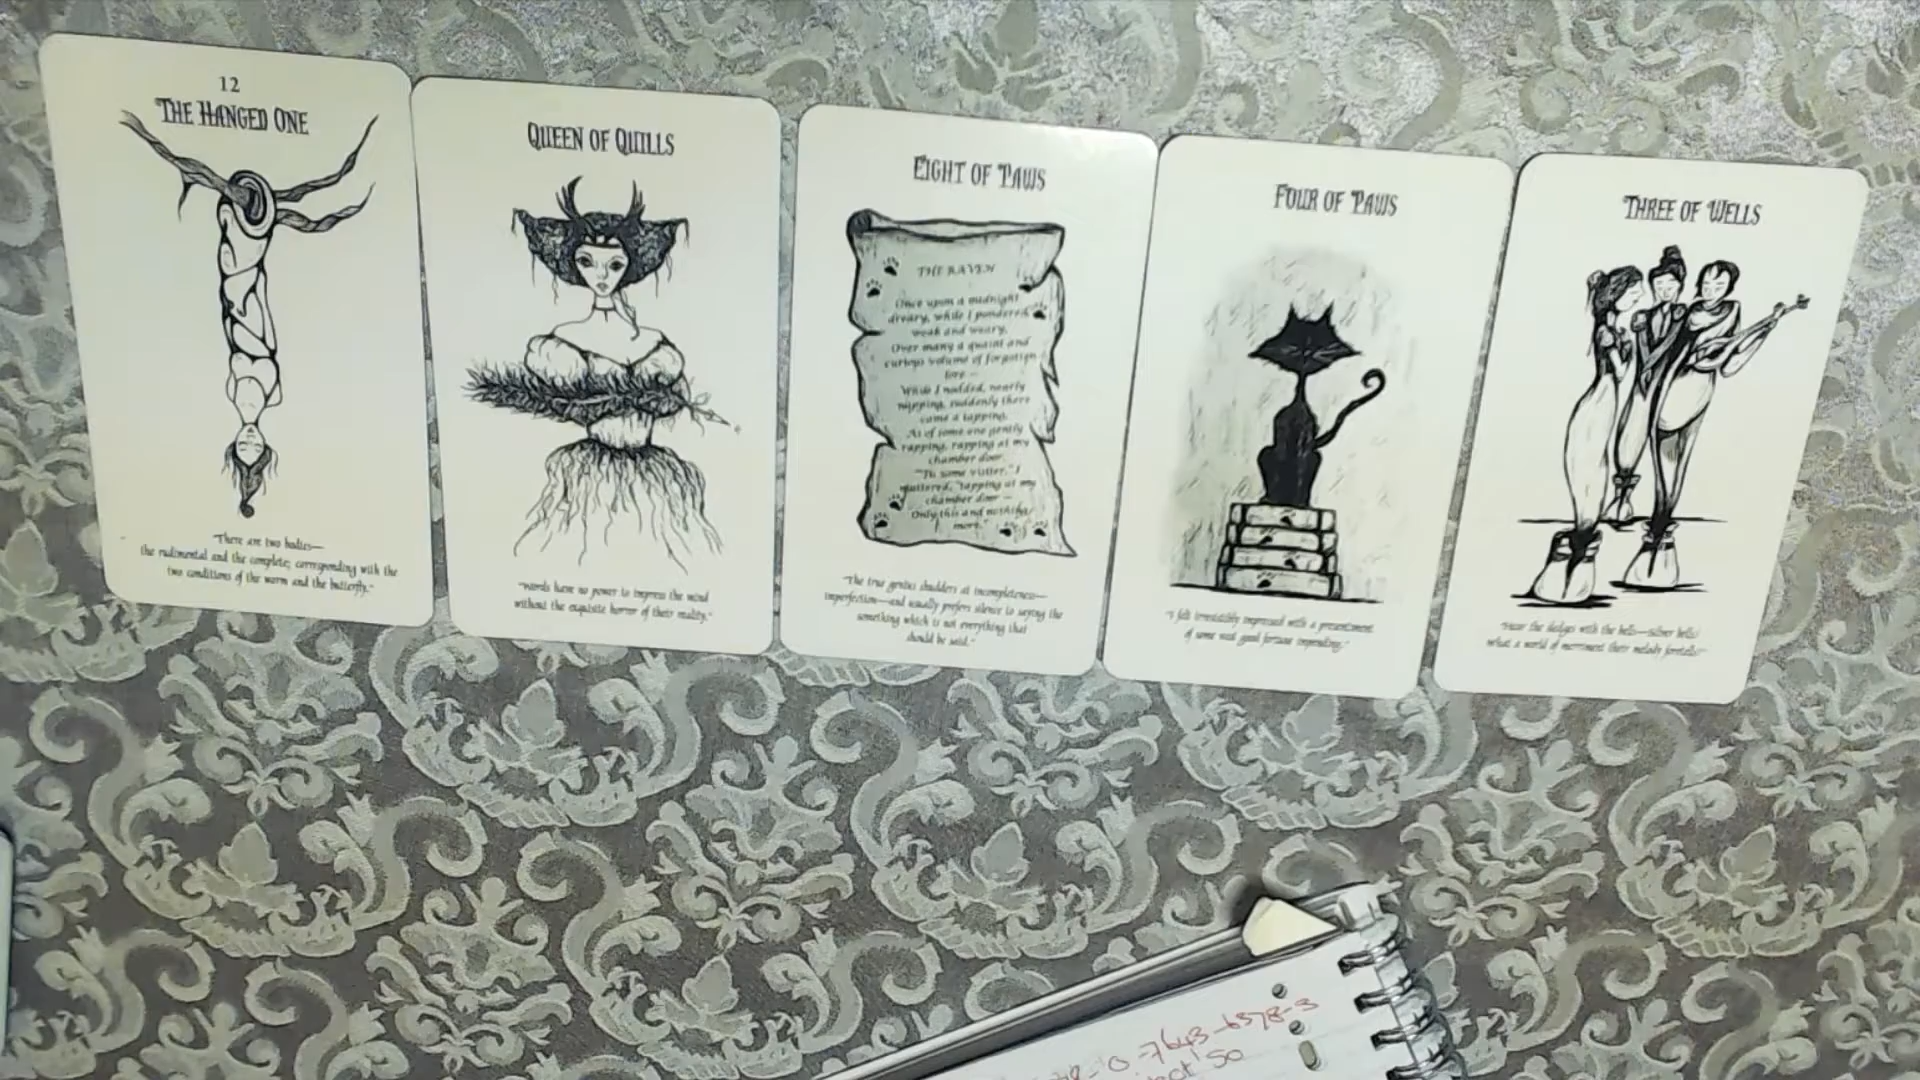 12
THE HANGED ONE
"There are two bodies—
the rudimental and the complete; corresponding with the
two conditions of the worm and the butterfly."
QUEEN OF QUILLS
"Words have no power to impress the mind
without the exquisite horror of their reality."
EIGHT OF PAWS
THE RAVEN
Once upon a midnight
dreary, while I pondered,
weak and weary,
Over many a quaint and
curious volume of forgotten
lore —
While I nodded, nearly
napping, suddenly there
came a tapping,
As of some one gently
rapping, rapping at my
chamber door.
"'Tis some visiter," I
muttered, "tapping at my
chamber door —
Only this and nothing
more."
"The true genius shudders at incompleteness—
imperfection—and usually prefers silence to saying the
something which is not everything that
should be said."
FOUR OF PAWS
"I felt irresistibly impressed with a presentiment
of some vast good fortune impending."
THREE OF WELLS
"Hear the sledges with the bells—silver bells!
What a world of merriment their melody foretells!"
-0-7643-6378-3
50